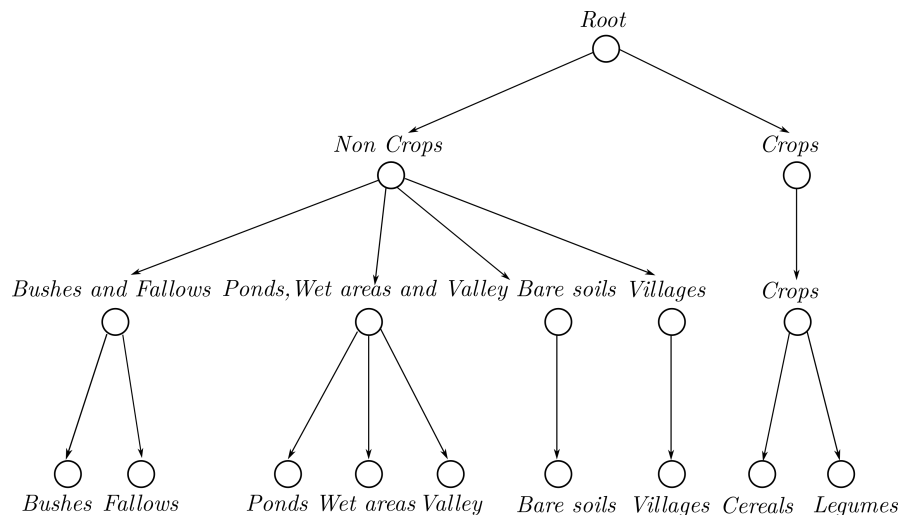 Root
Non Crops
Crops
Bushes and Fallows
Ponds,Wet areas and Valley
Bare soils
Villages
Crops
Bushes
Fallows
Ponds
Wet areas
Valley
Bare soils
Villages
Cereals
Legumes